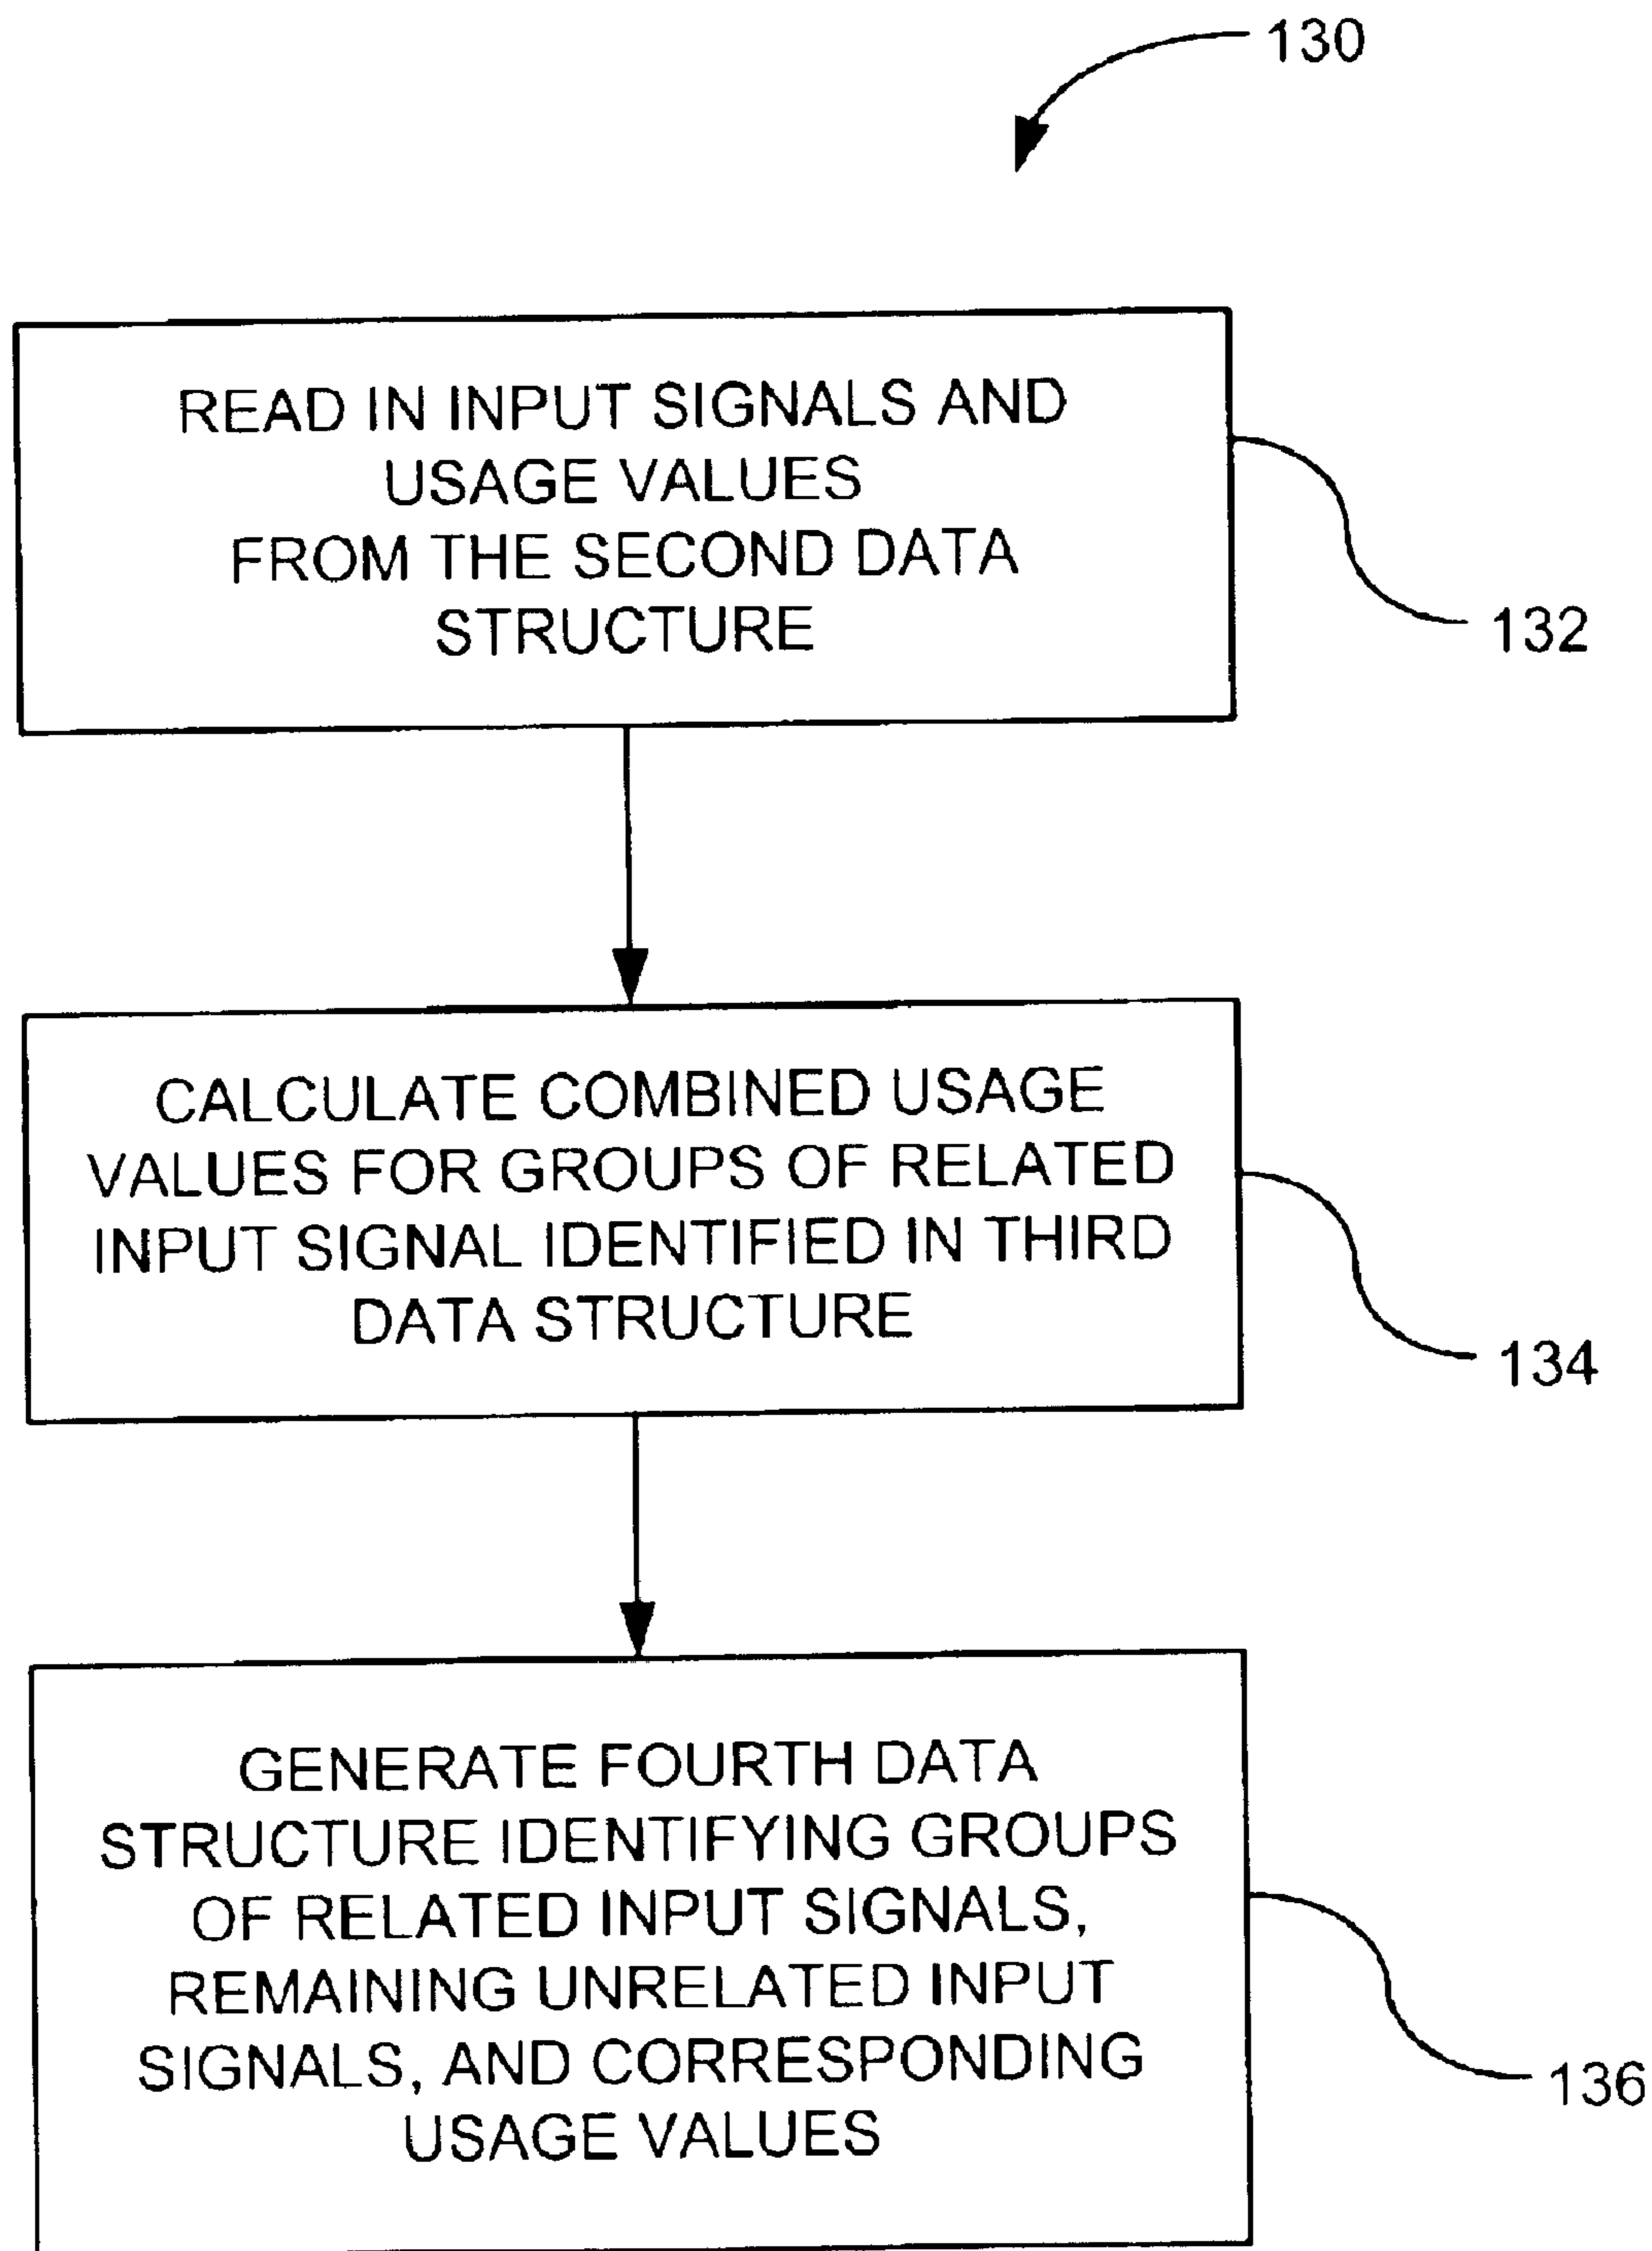 130
READ IN INPUT SIGNALS AND
USAGE VALUES
FROM THE SECOND DATA
STRUCTURE
132
CALCULATE COMBINED USAGE
VALUES FOR GROUPS OF RELATED
INPUT SIGNAL IDENTIFIED IN THIRD
DATA STRUCTURE
134
GENERATE FOURTH DATA
STRUCTURE IDENTIFYING GROUPS
OF RELATED INPUT SIGNALS,
REMAINING UNRELATED INPUT
SIGNALS, AND CORRESPONDING
USAGE VALUES
136